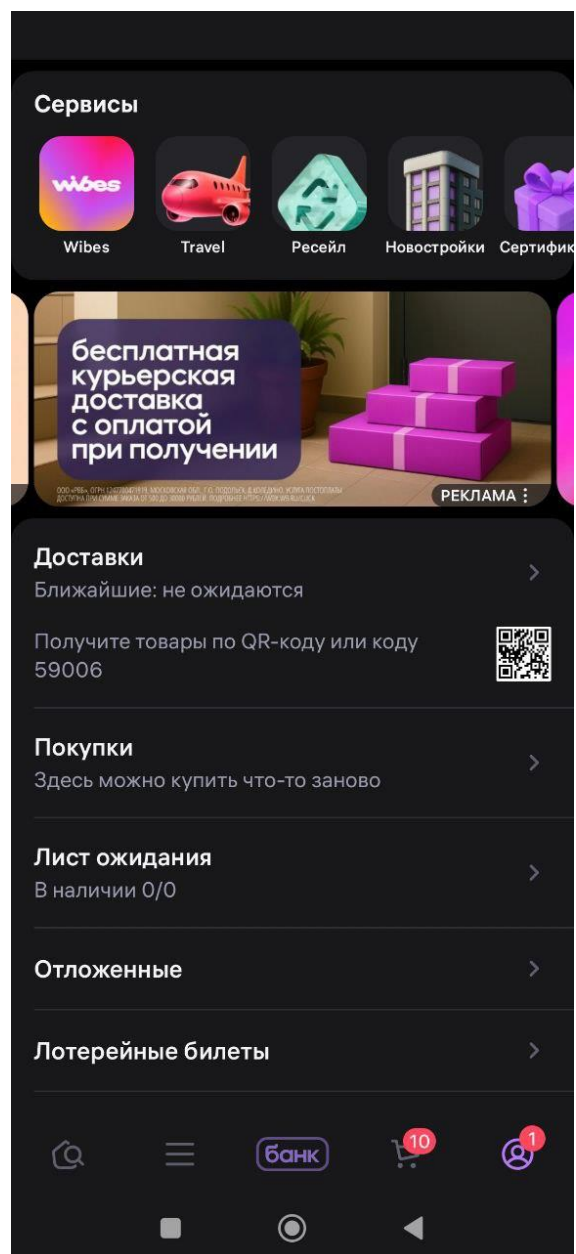 Сервисы
wibes
Wibes
Travel
Ресейл
Новостройки
Сертифик
бесплатная
курьерская
доставка
с оплатой
при получении
РЕКЛАМА
Доставки
Ближайшие: не ожидаются
Получите товары по QR-коду или коду
59006
Покупки
Здесь можно купить что-то заново
Лист ожидания
В наличии 0/0
Отложенные
Лотерейные билеты
банк
10
1